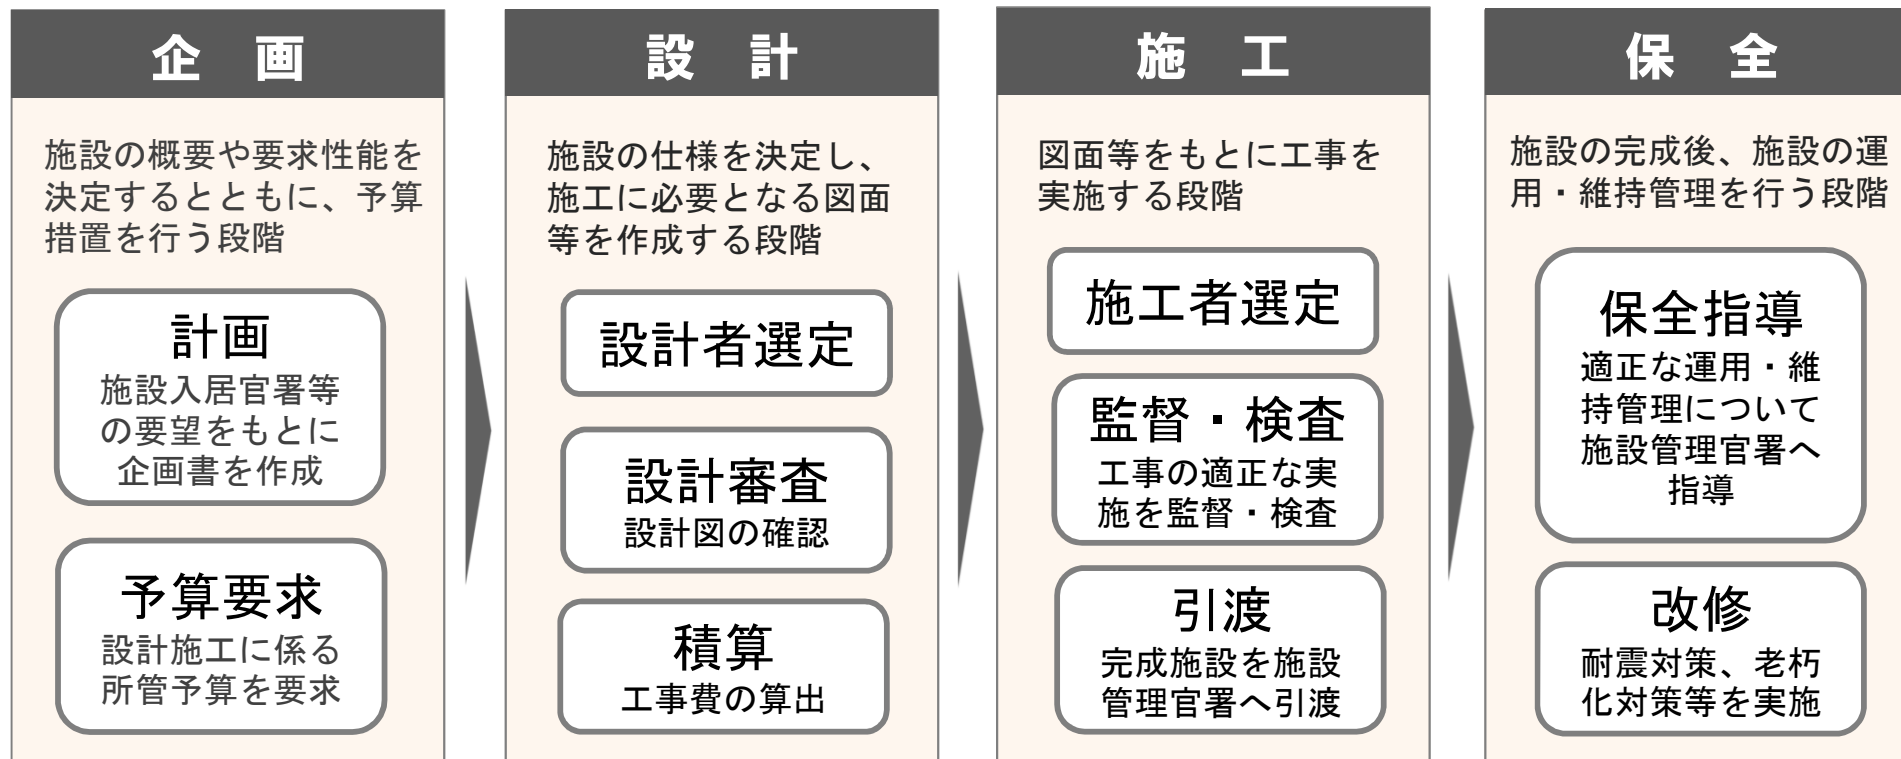 企　画
施設の概要や要求性能を
決定するとともに、予算
措置を行う段階
計画
施設入居官署等
の要望をもとに
企画書を作成
予算要求
設計施工に係る
所管予算を要求
設　計
施設の仕様を決定し、
施工に必要となる図面
等を作成する段階
設計者選定
設計審査
設計図の確認
積算
工事費の算出
施　工
図面等をもとに工事を
実施する段階
施工者選定
監督・検査
工事の適正な実
施を監督・検査
引渡
完成施設を施設
管理官署へ引渡
保　全
施設の完成後、施設の運
用・維持管理を行う段階
保全指導
適正な運用・維
持管理について
施設管理官署へ
指導
改修
耐震対策、老朽
化対策等を実施